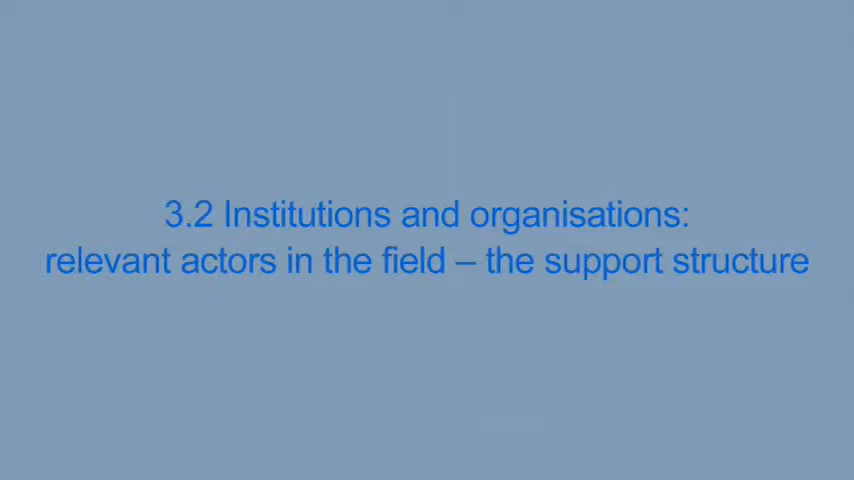 3.2 Institutions and organisations:
relevant actors in the field – the support structure